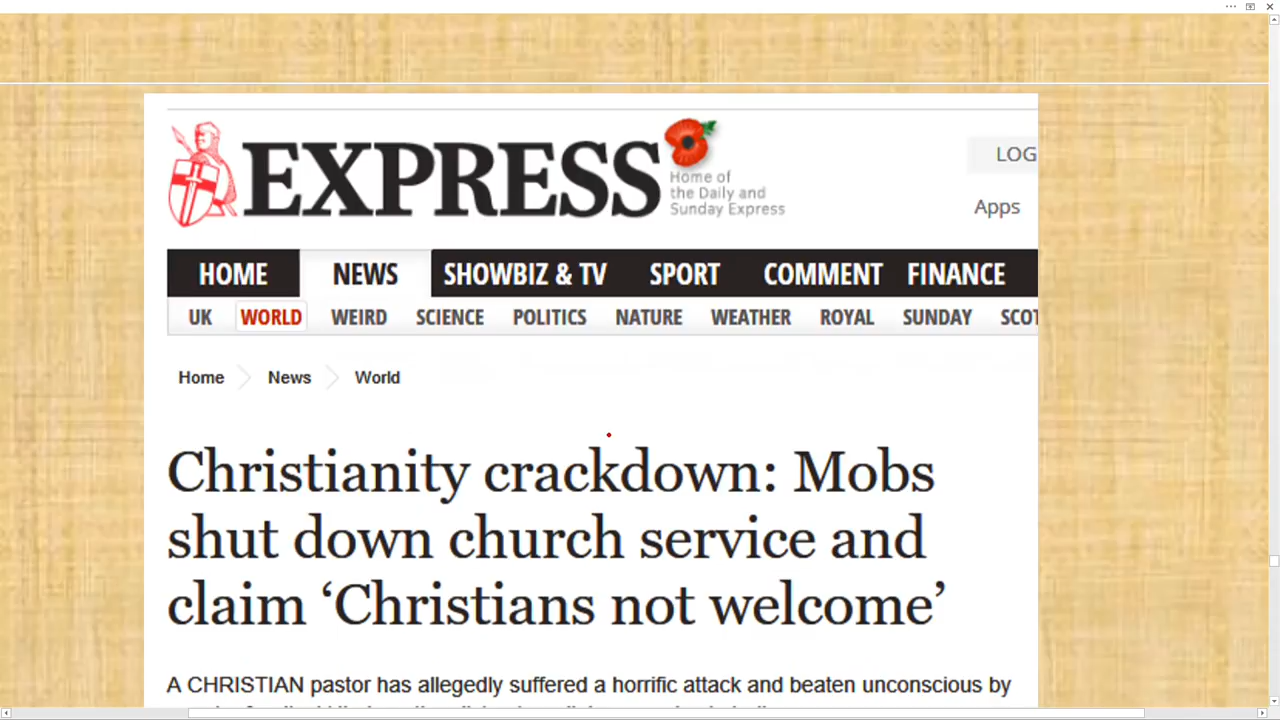 EXPRESS
Home of
the Daily and
Sunday Express
LOG
Apps
HOME NEWS SHOWBIZ & TV SPORT COMMENT FINANCE
UK WORLD WEIRD SCIENCE POLITICS NATURE WEATHER ROYAL SUNDAY SCOT
Home News World
Christianity crackdown: Mobs
shut down church service and
claim ‘Christians not welcome’
A CHRISTIAN pastor has allegedly suffered a horrific attack and beaten unconscious by